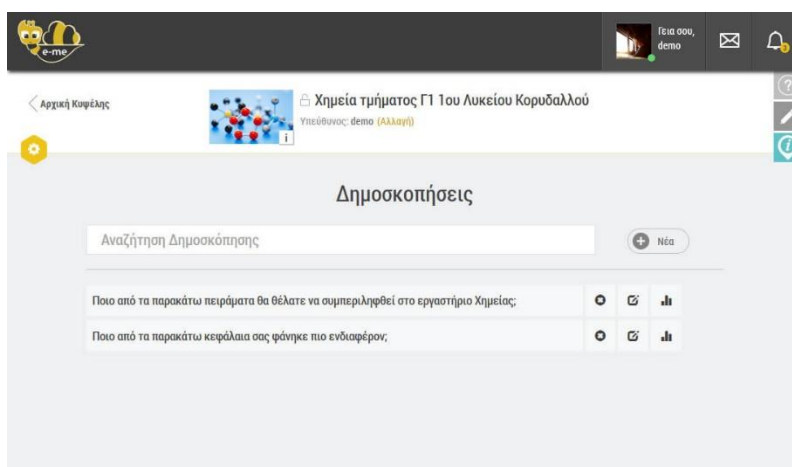 e-me
Γεια σου,
demo
Αρχική Κυψέλης
Χημεία τμήματος Γ1 1ου Λυκείου Κορυδαλλού
Υπεύθυνος: demo (Αλλαγή)
i
?
i
Δημοσκοπήσεις
Αναζήτηση Δημοσκόπησης
Νέα
Ποιο από τα παρακάτω πειράματα θα θέλατε να συμπεριληφθεί στο εργαστήριο Χημείας;
Ποιο από τα παρακάτω κεφάλαια σας φάνηκε πιο ενδιαφέρον;